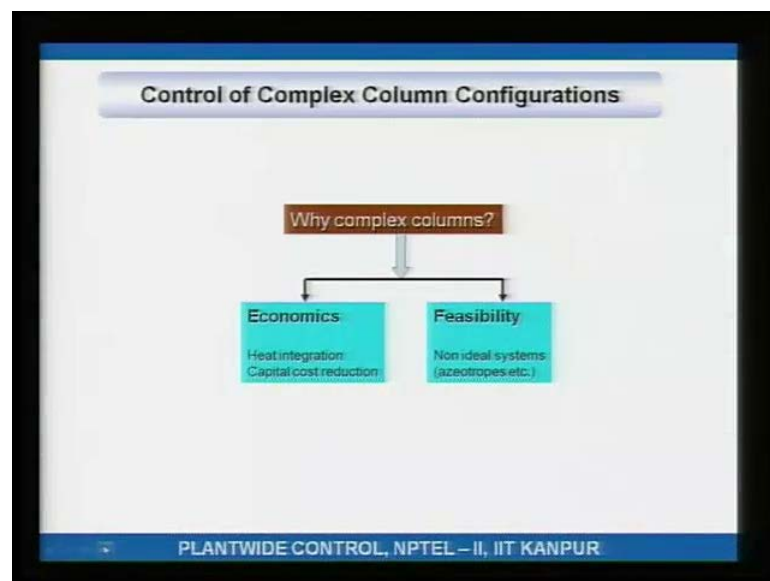 Control of Complex Column Configurations
Why complex columns?
Economics
Heat integration
Capital cost reduction
Feasibility
Non ideal systems
(azeotropes etc.)
PLANTWIDE CONTROL, NPTEL – II, IIT KANPUR